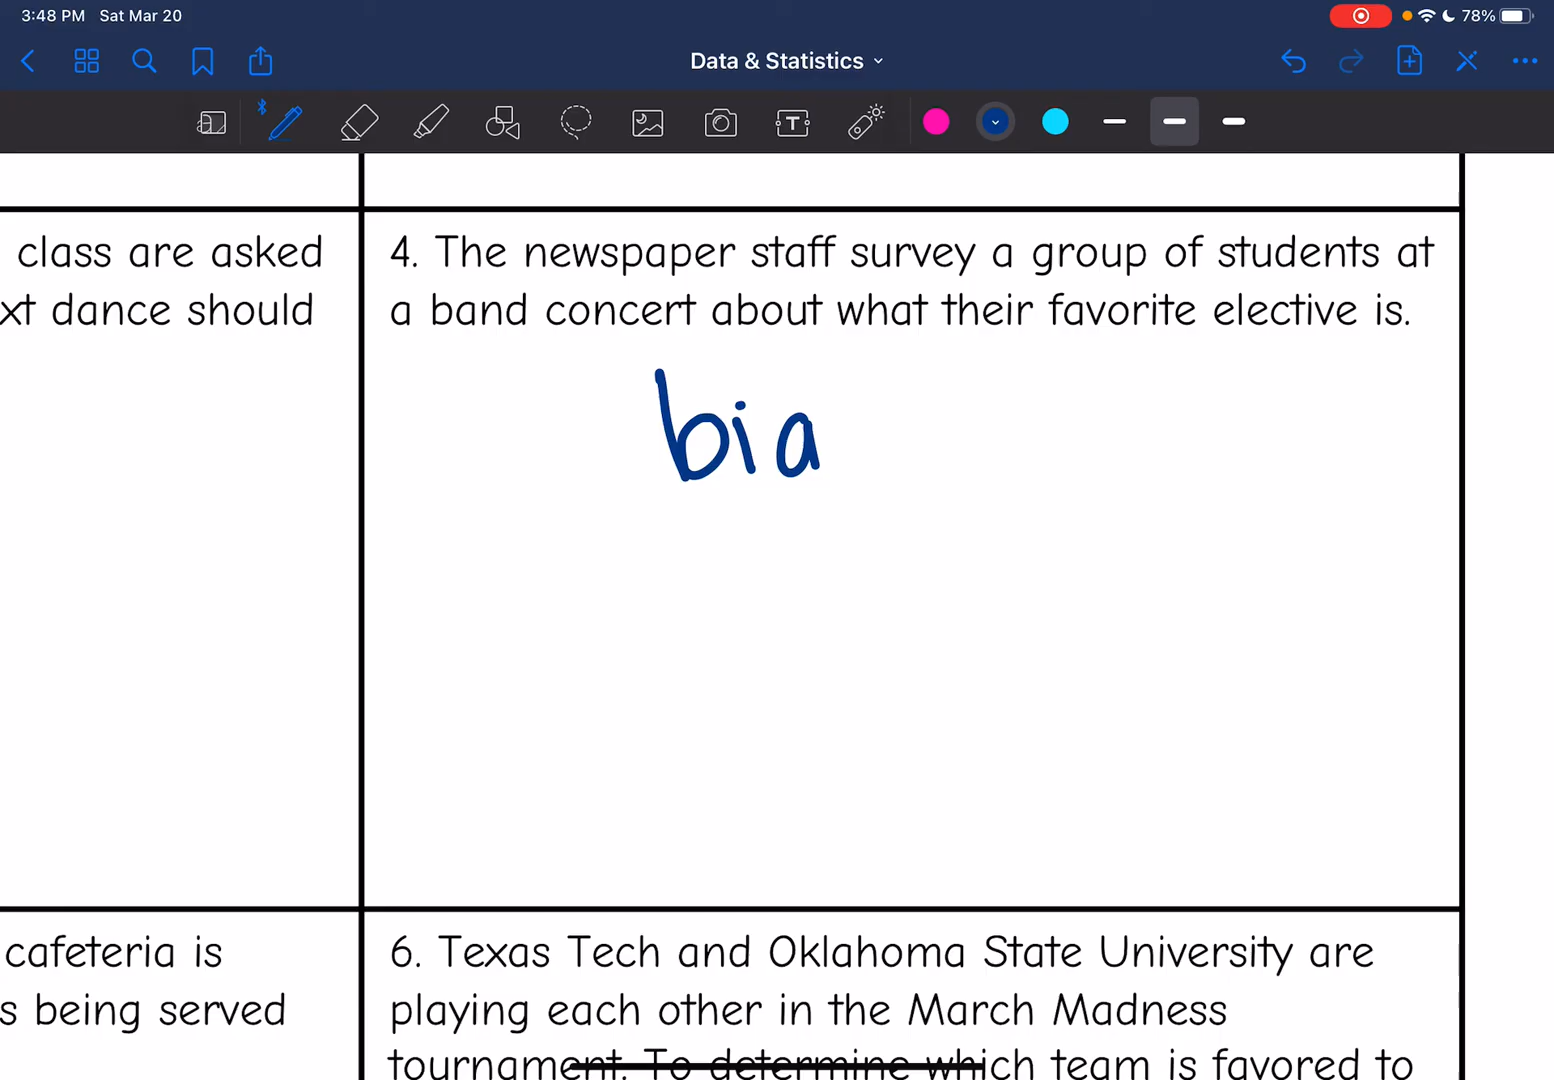 3:48 PM Sat Mar 20
78%
Data & Statistics
T
class are asked
xt dance should
4. The newspaper staff survey a group of students at
a band concert about what their favorite elective is.
bia
cafeteria is
s being served
6. Texas Tech and Oklahoma State University are
playing each other in the March Madness
tournament. To determine which team is favored to